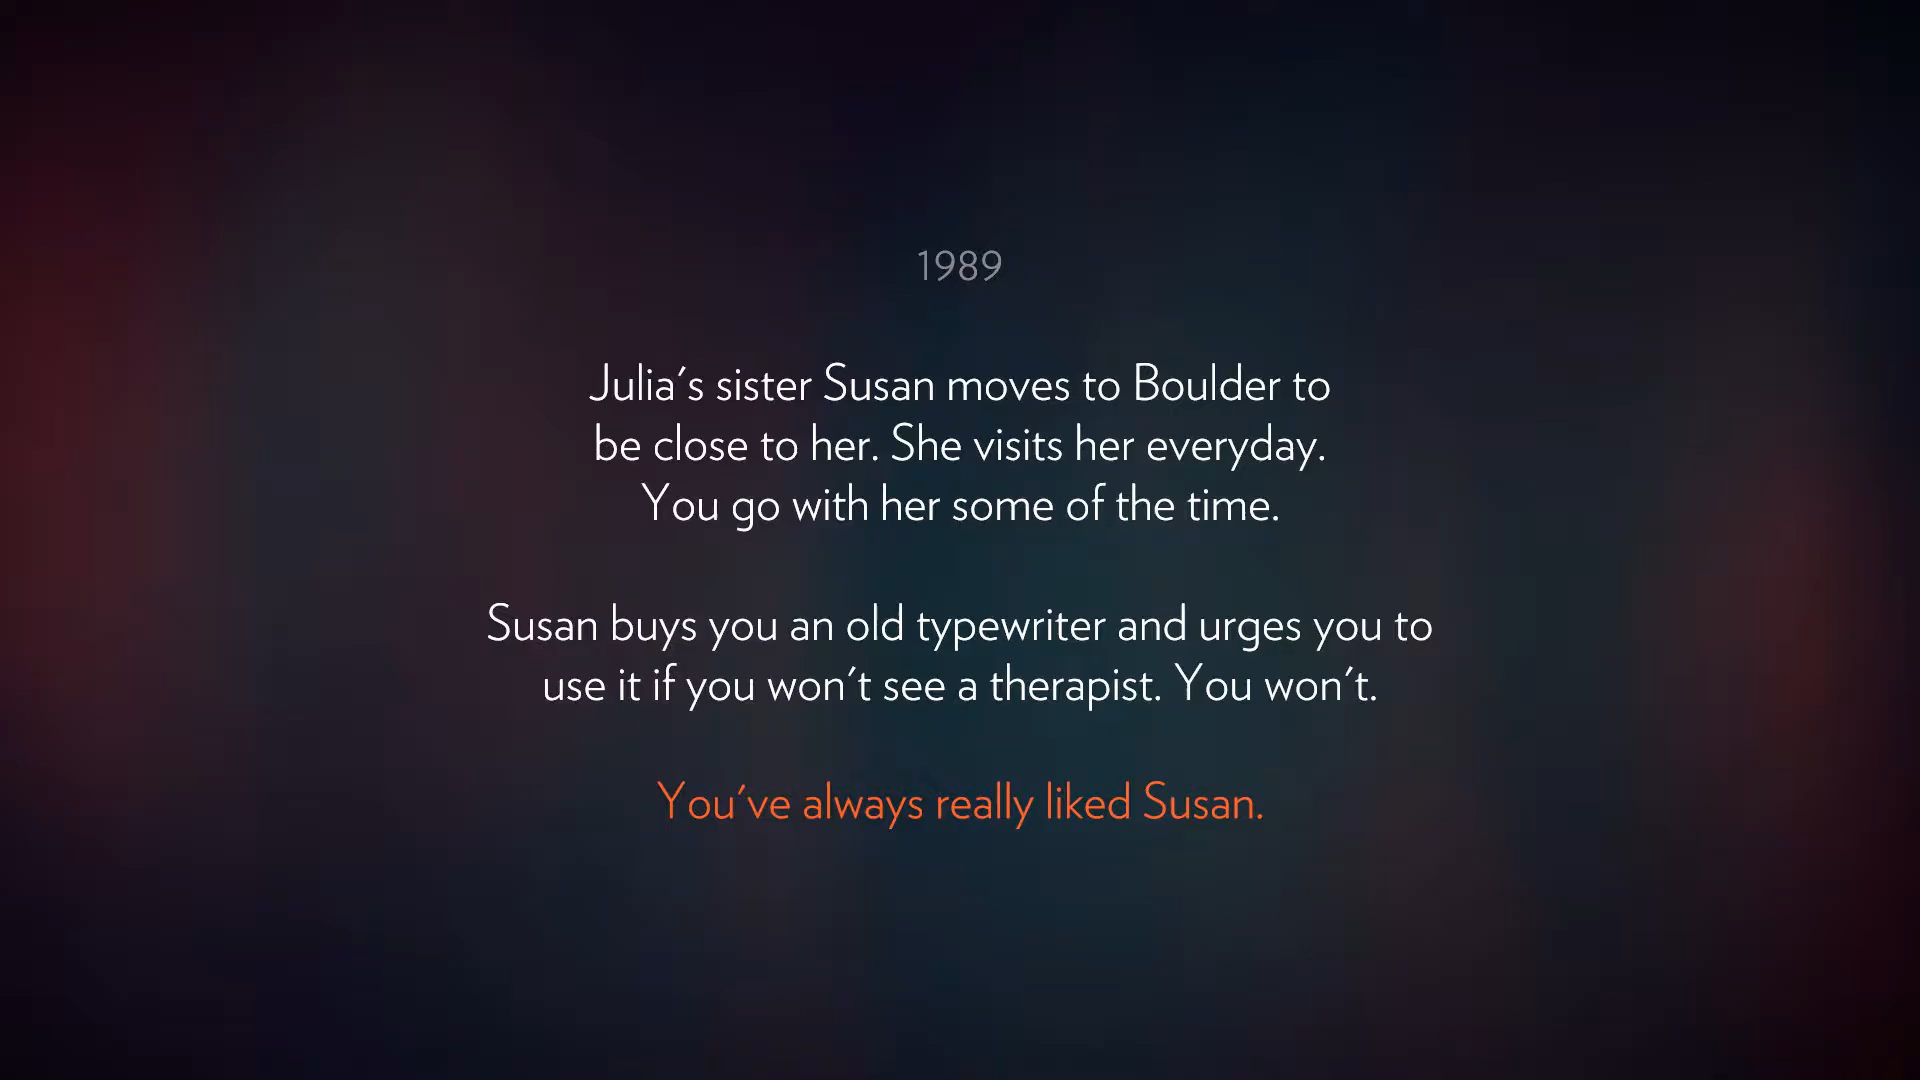 1989
Julia's sister Susan moves to Boulder to
be close to her. She visits her everyday.
You go with her some of the time.
Susan buys you an old typewriter and urges you to
use it if you won't see a therapist. You won't.
You've always really liked Susan.